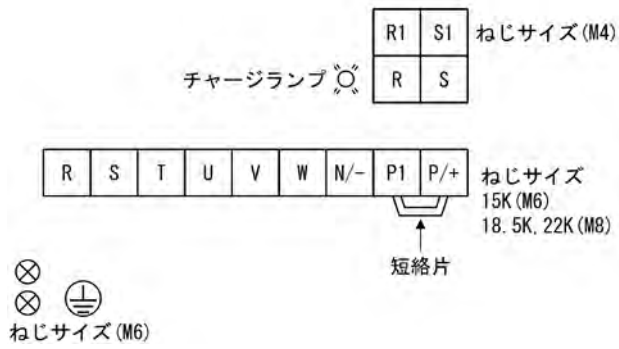 R1 S1 ねじサイズ(M4)
チャージランプ R S
R S T U V W N/- P1 P/+ ねじサイズ
15K(M6)
18.5K,22K(M8)
短絡片
ねじサイズ(M6)